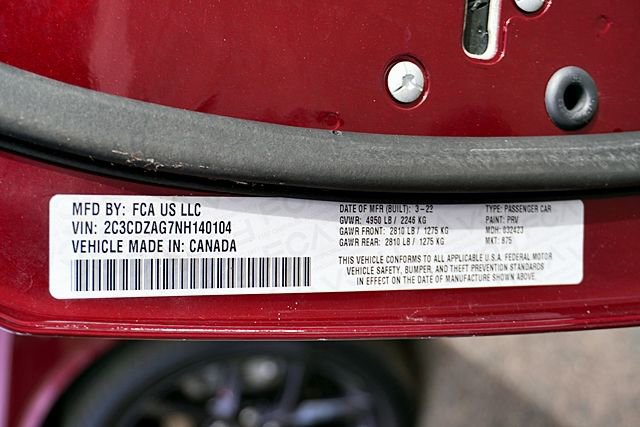 MFD BY: FCA US LLC
VIN: 2C3CDZAG7NH140104
VEHICLE MADE IN: CANADA
DATE OF MFR (BUILT): 3-22
GVWR: 4950 LB / 2246 KG
GAWR FRONT: 2810 LB / 1275 KG
GAWR REAR: 2810 LB / 1275 KG
TYPE: PASSENGER CAR
PAINT: PRV
MDH: 032423
MKT: 875
THIS VEHICLE CONFORMS TO ALL APPLICABLE U.S.A. FEDERAL MOTOR
VEHICLE SAFETY, BUMPER, AND THEFT PREVENTION STANDARDS
IN EFFECT ON THE DATE OF MANUFACTURE SHOWN ABOVE.